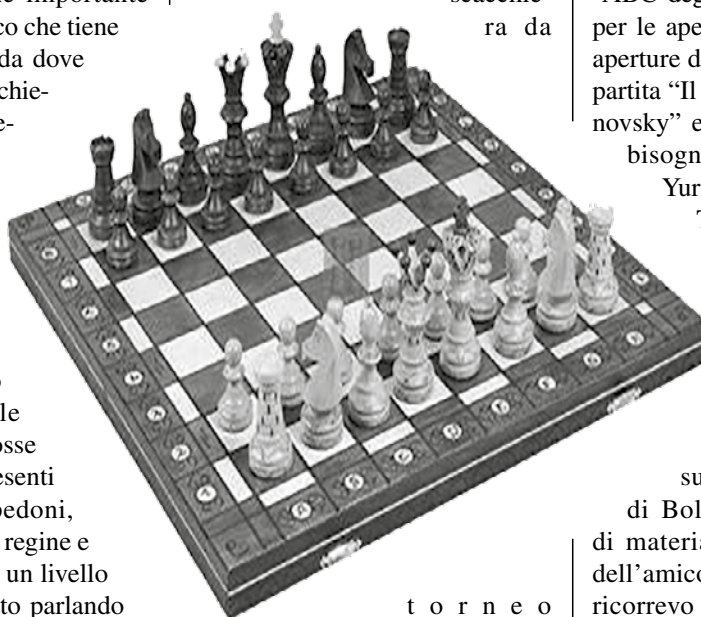 importante
co che tiene
da dove
chie-
e-
le
osse
esenti
pedoni,
regine e
un livello
to parlando
scacchie-
ra da
t o r n e o
ABC deg
per le ape
aperture d
partita “Il
novsky” e
bisogn
Yur
su
di Bol
di materia
dell'amico
ricorrevo